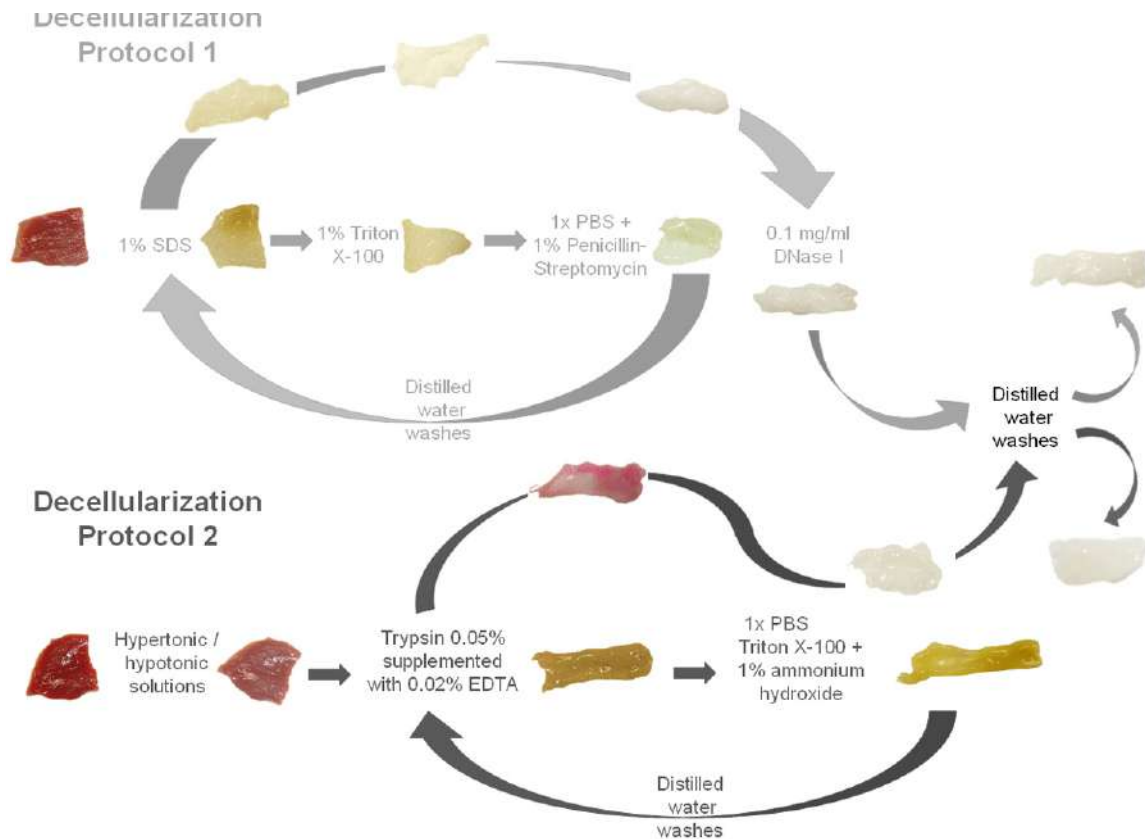 Decellularization
Protocol 1
1% SDS
1% Triton
X-100
1x PBS +
1% Penicillin-
Streptomycin
0.1 mg/ml
DNase I
Distilled
water
washes
Distilled
water
washes
Decellularization
Protocol 2
Hypertonic /
hypotonic
solutions
Trypsin 0.05%
supplemented
with 0.02% EDTA
1x PBS
Triton X-100 +
1% ammonium
hydroxide
Distilled
water
washes